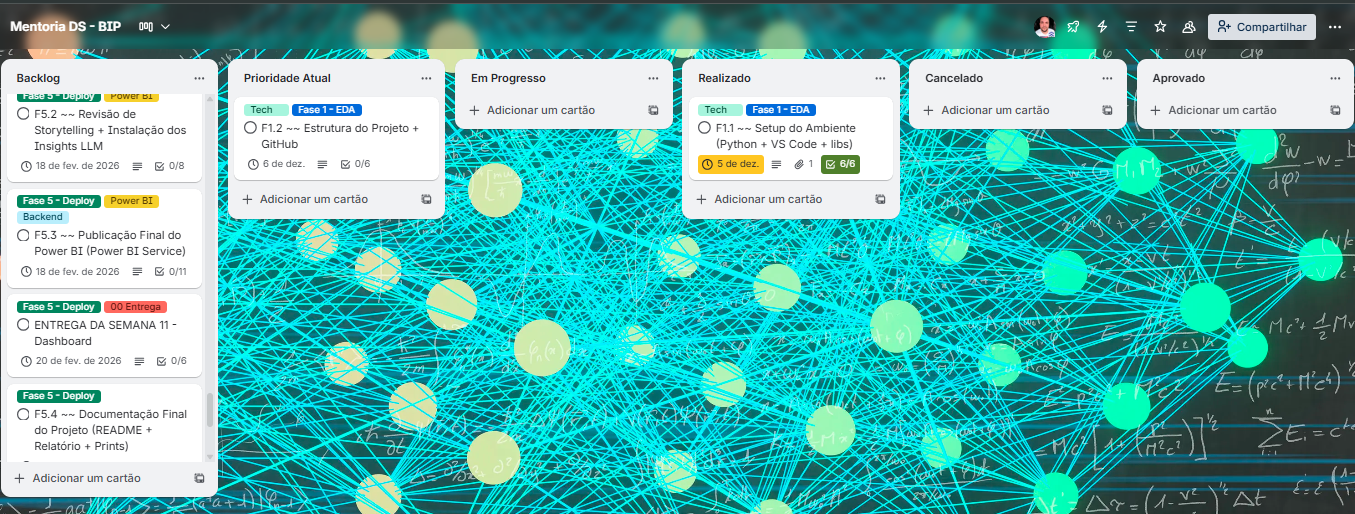 Mentoria DS - BIP
Compartilhar
Backlog
Fase 5 - Deploy Power BI
F5.2 ~~ Revisão de
Storytelling + Instalação dos
Insights LLM
18 de fev. de 2026 0/8
Fase 5 - Deploy Power BI
Backend
F5.3 ~~ Publicação Final do
Power BI (Power BI Service)
18 de fev. de 2026 0/11
Fase 5 - Deploy 00 Entrega
ENTREGA DA SEMANA 11 -
Dashboard
20 de fev. de 2026 0/6
Fase 5 - Deploy
F5.4 ~~ Documentação Final
do Projeto (README +
Relatório + Prints)
Adicionar um cartão
Prioridade Atual
Tech Fase 1 - EDA
F1.2 ~~ Estrutura do Projeto +
GitHub
6 de dez. 0/6
Adicionar um cartão
Em Progresso
Adicionar um cartão
Realizado
Tech Fase 1 - EDA
F1.1 ~~ Setup do Ambiente
(Python + VS Code + libs)
5 de dez. 1 6/6
Adicionar um cartão
Cancelado
Adicionar um cartão
Aprovado
Adicionar um cartão